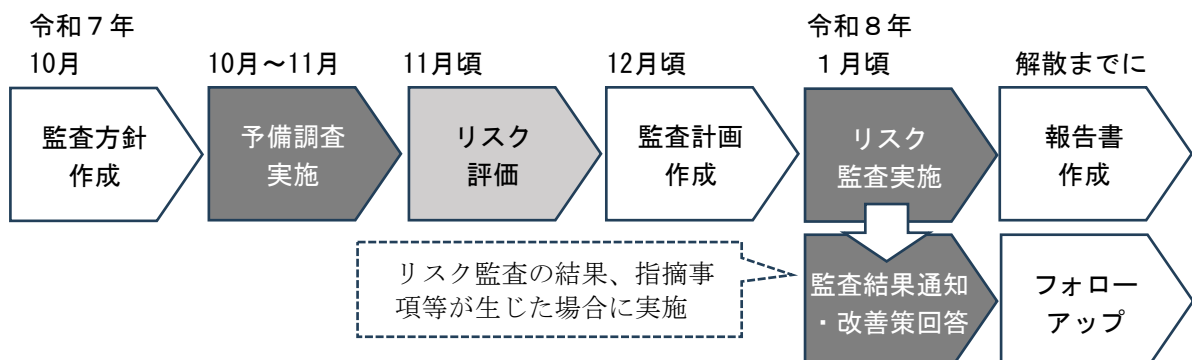 令和７年
10月
10月～11月
11月頃
12月頃
令和８年
１月頃
解散までに
監査方針
作成
予備調査
実施
リスク
評価
監査計画
作成
リスク
監査実施
報告書
作成
リスク監査の結果、指摘事
項等が生じた場合に実施
監査結果通知
・改善策回答
フォロー
アップ